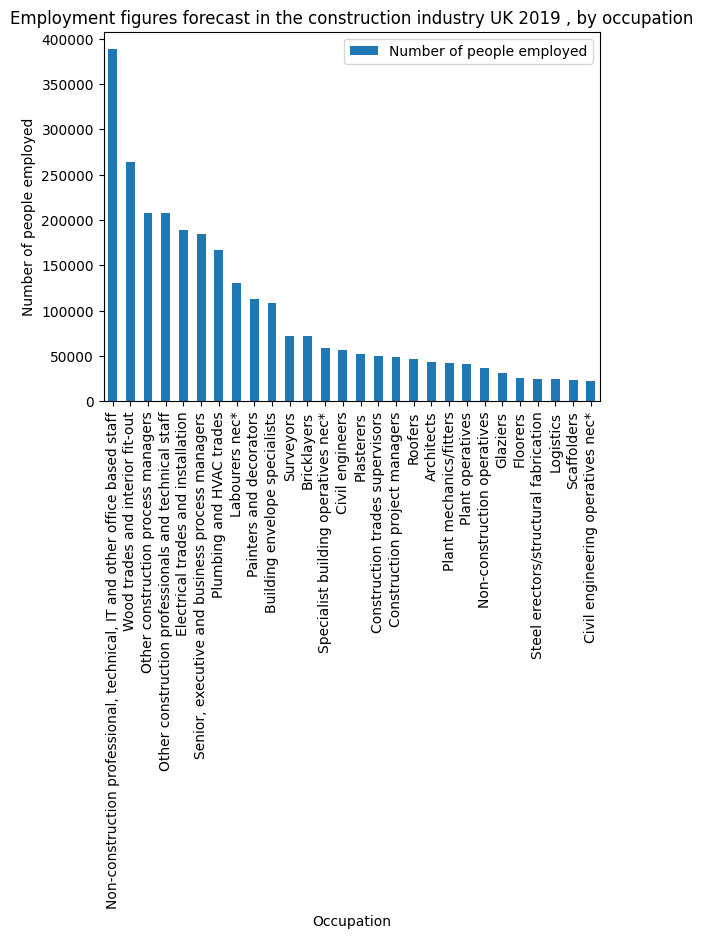 Employment figures forecast in the construction industry UK 2019 , by occupation
Number of people employed
Number of people employed
400000
350000
300000
250000
200000
150000
100000
50000
0
Non-construction professional, technical, IT and other office based staff
Wood trades and interior fit-out
Other construction process managers
Other construction professionals and technical staff
Electrical trades and installation
Senior, executive and business process managers
Plumbing and HVAC trades
Labourers nec*
Painters and decorators
Building envelope specialists
Surveyors
Bricklayers
Specialist building operatives nec*
Civil engineers
Plasterers
Construction trades supervisors
Construction project managers
Roofers
Architects
Plant mechanics/fitters
Plant operatives
Non-construction operatives
Glaziers
Floorers
Steel erectors/structural fabrication
Logistics
Scaffolders
Civil engineering operatives nec*
Occupation